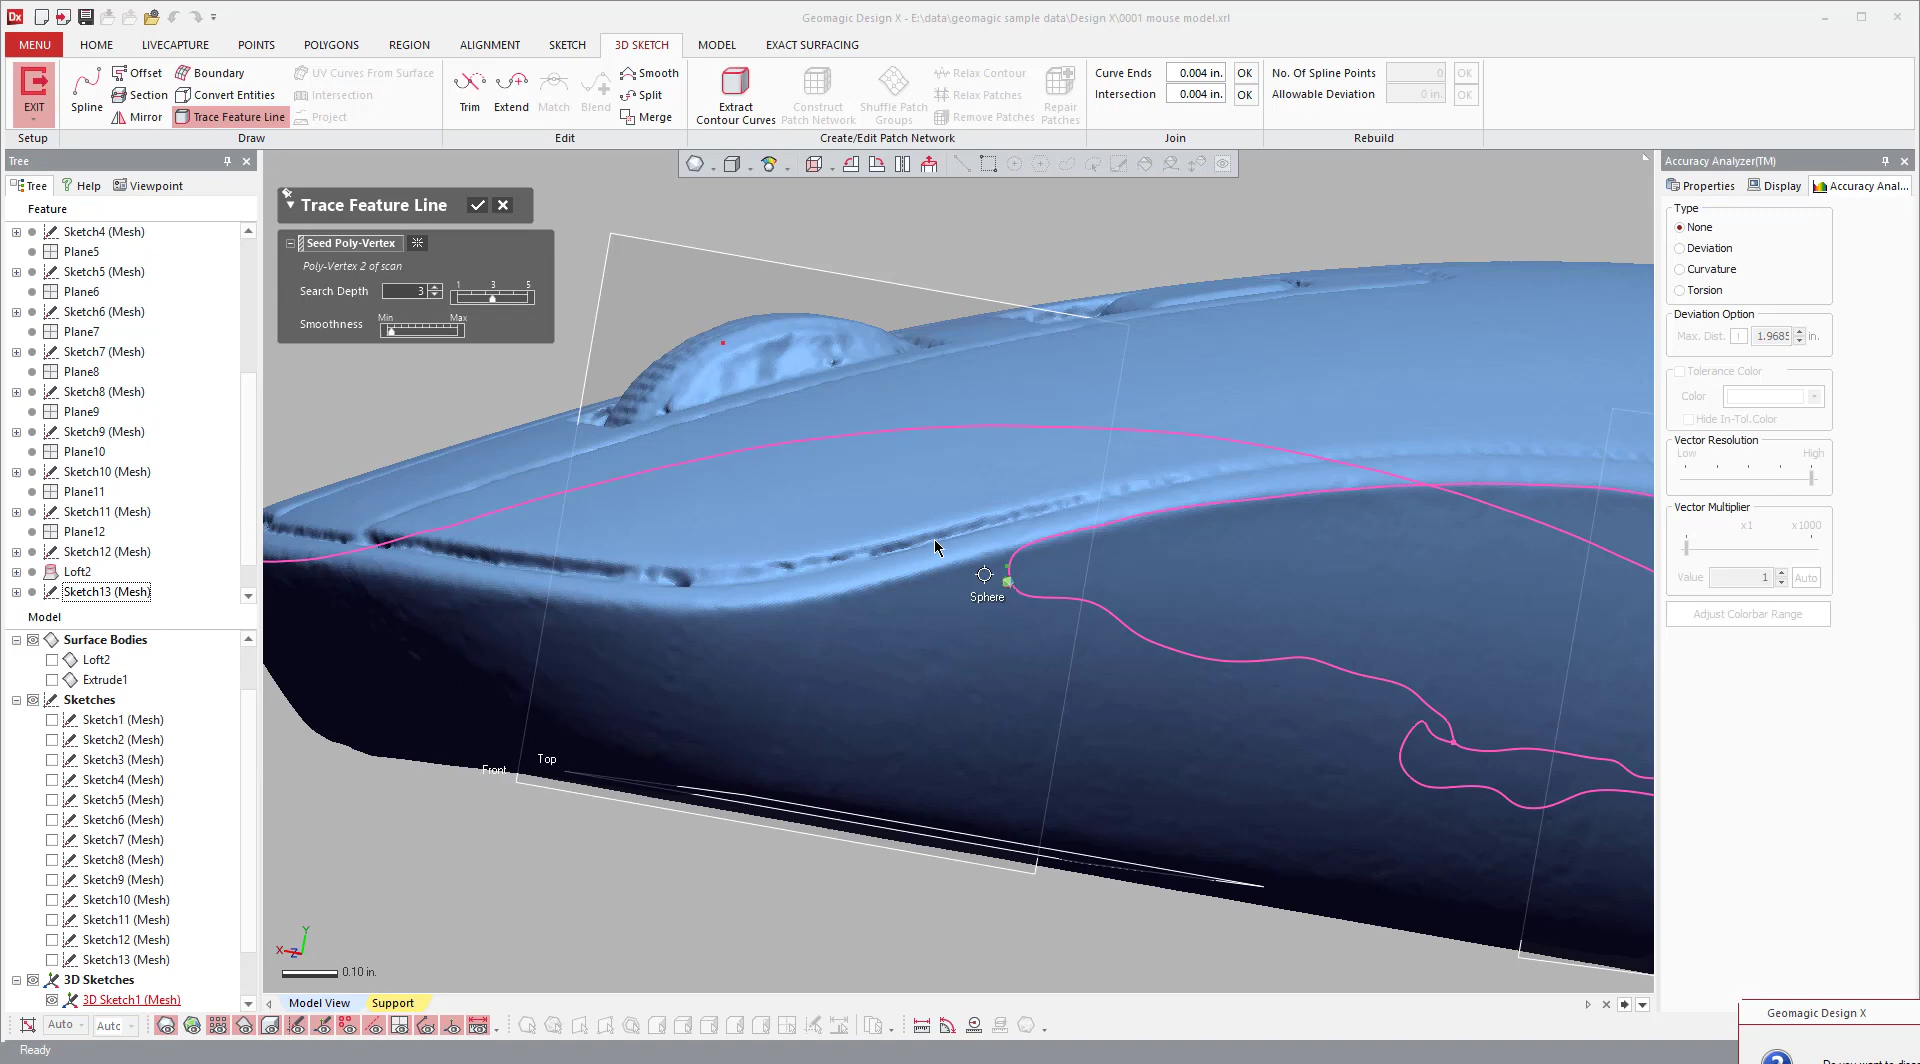 Dx
Geomagic Design X - E:\data\geomagic sample data\Design X\0001 mouse model.xrl
MENU HOME LIVECAPTURE POINTS POLYGONS REGION ALIGNMENT SKETCH 3D SKETCH MODEL EXACT SURFACING
EXIT
Setup
Spline
Offset
Section
Mirror
Boundary
Convert Entities
Trace Feature Line
UV Curves From Surface
Intersection
Project
Draw
Trim
Extend
Match
Blend
Smooth
Split
Merge
Edit
Extract
Contour Curves
Construct
Patch Network
Shuffle Patch
Groups
Relax Contour
Relax Patches
Remove Patches
Repair
Patches
Create/Edit Patch Network
Curve Ends 0.004 in. OK
Intersection 0.004 in. OK
Join
No. Of Spline Points 0 OK
Allowable Deviation 0 in. OK
Rebuild
Tree
Tree Help Viewpoint
Feature
Sketch4 (Mesh)
Plane5
Sketch5 (Mesh)
Plane6
Sketch6 (Mesh)
Plane7
Sketch7 (Mesh)
Plane8
Sketch8 (Mesh)
Plane9
Sketch9 (Mesh)
Plane10
Sketch10 (Mesh)
Plane11
Sketch11 (Mesh)
Plane12
Sketch12 (Mesh)
Loft2
Sketch13 (Mesh)
Model
Surface Bodies
Loft2
Extrude1
Sketches
Sketch1 (Mesh)
Sketch2 (Mesh)
Sketch3 (Mesh)
Sketch4 (Mesh)
Sketch5 (Mesh)
Sketch6 (Mesh)
Sketch7 (Mesh)
Sketch8 (Mesh)
Sketch9 (Mesh)
Sketch10 (Mesh)
Sketch11 (Mesh)
Sketch12 (Mesh)
Sketch13 (Mesh)
3D Sketches
3D Sketch1 (Mesh)
Trace Feature Line
Seed Poly-Vertex
Poly-Vertex 2 of scan
Search Depth 3 1 3 5
Smoothness Min Max
Sphere
Top
Front
X Z Y
0.10 in.
Model View Support
Accuracy Analyzer(TM)
Properties Display Accuracy Anal...
Type
None
Deviation
Curvature
Torsion
Deviation Option
Max. Dist. 1.9685 in.
Tolerance Color
Color
Hide In-Tol.Color
Vector Resolution
Low High
Vector Multiplier
x1 x1000
Value 1 Auto
Adjust Colorbar Range
Auto Autc
Geomagic Design X
Ready